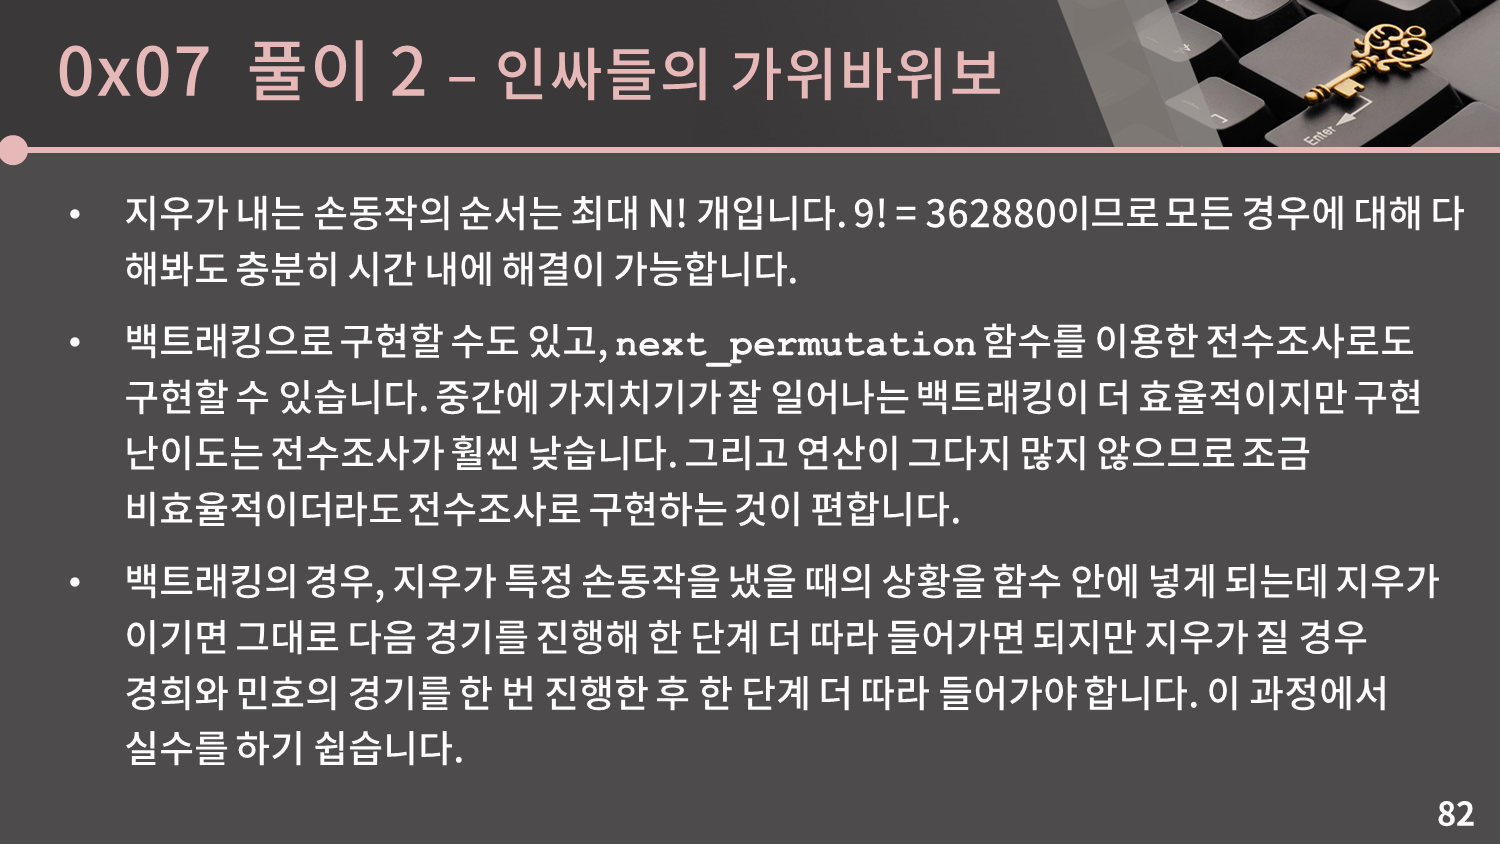 0x07 풀이 2 – 인싸들의 가위바위보
• 지우가 내는 손동작의 순서는 최대 N! 개입니다. 9! = 362880이므로 모든 경우에 대해 다
해봐도 충분히 시간 내에 해결이 가능합니다.
• 백트래킹으로 구현할 수도 있고, next_permutation 함수를 이용한 전수조사로도
구현할 수 있습니다. 중간에 가지치기가 잘 일어나는 백트래킹이 더 효율적이지만 구현
난이도는 전수조사가 훨씬 낮습니다. 그리고 연산이 그다지 많지 않으므로 조금
비효율적이더라도 전수조사로 구현하는 것이 편합니다.
• 백트래킹의 경우, 지우가 특정 손동작을 냈을 때의 상황을 함수 안에 넣게 되는데 지우가
이기면 그대로 다음 경기를 진행해 한 단계 더 따라 들어가면 되지만 지우가 질 경우
경희와 민호의 경기를 한 번 진행한 후 한 단계 더 따라 들어가야 합니다. 이 과정에서
실수를 하기 쉽습니다.
Enter
82